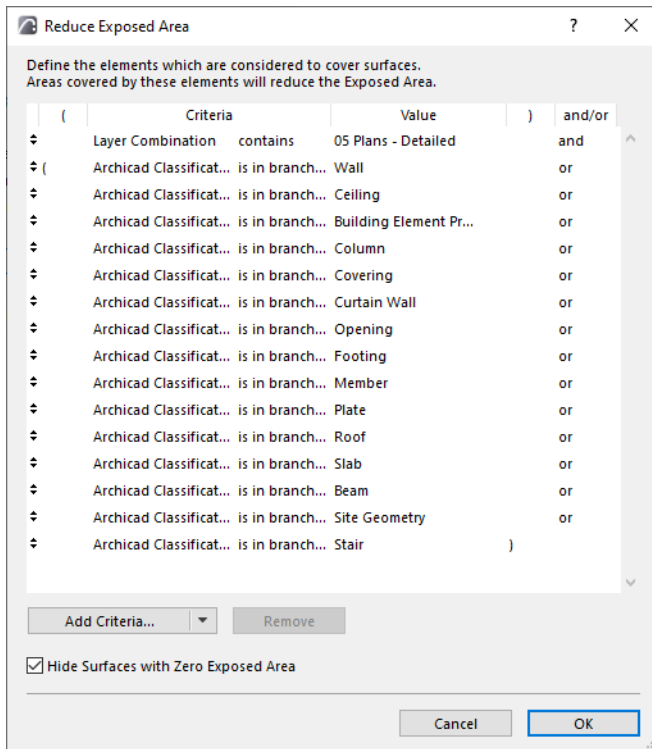 Reduce Exposed Area ?
Define the elements which are considered to cover surfaces.
Areas covered by these elements will reduce the Exposed Area.
( Criteria Value ) and/or
Layer Combination contains 05 Plans - Detailed and
( Archicad Classificat... is in branch... Wall or
Archicad Classificat... is in branch... Ceiling or
Archicad Classificat... is in branch... Building Element Pr... or
Archicad Classificat... is in branch... Column or
Archicad Classificat... is in branch... Covering or
Archicad Classificat... is in branch... Curtain Wall or
Archicad Classificat... is in branch... Opening or
Archicad Classificat... is in branch... Footing or
Archicad Classificat... is in branch... Member or
Archicad Classificat... is in branch... Plate or
Archicad Classificat... is in branch... Roof or
Archicad Classificat... is in branch... Slab or
Archicad Classificat... is in branch... Beam or
Archicad Classificat... is in branch... Site Geometry or
Archicad Classificat... is in branch... Stair )
Add Criteria... Remove
Hide Surfaces with Zero Exposed Area
Cancel OK